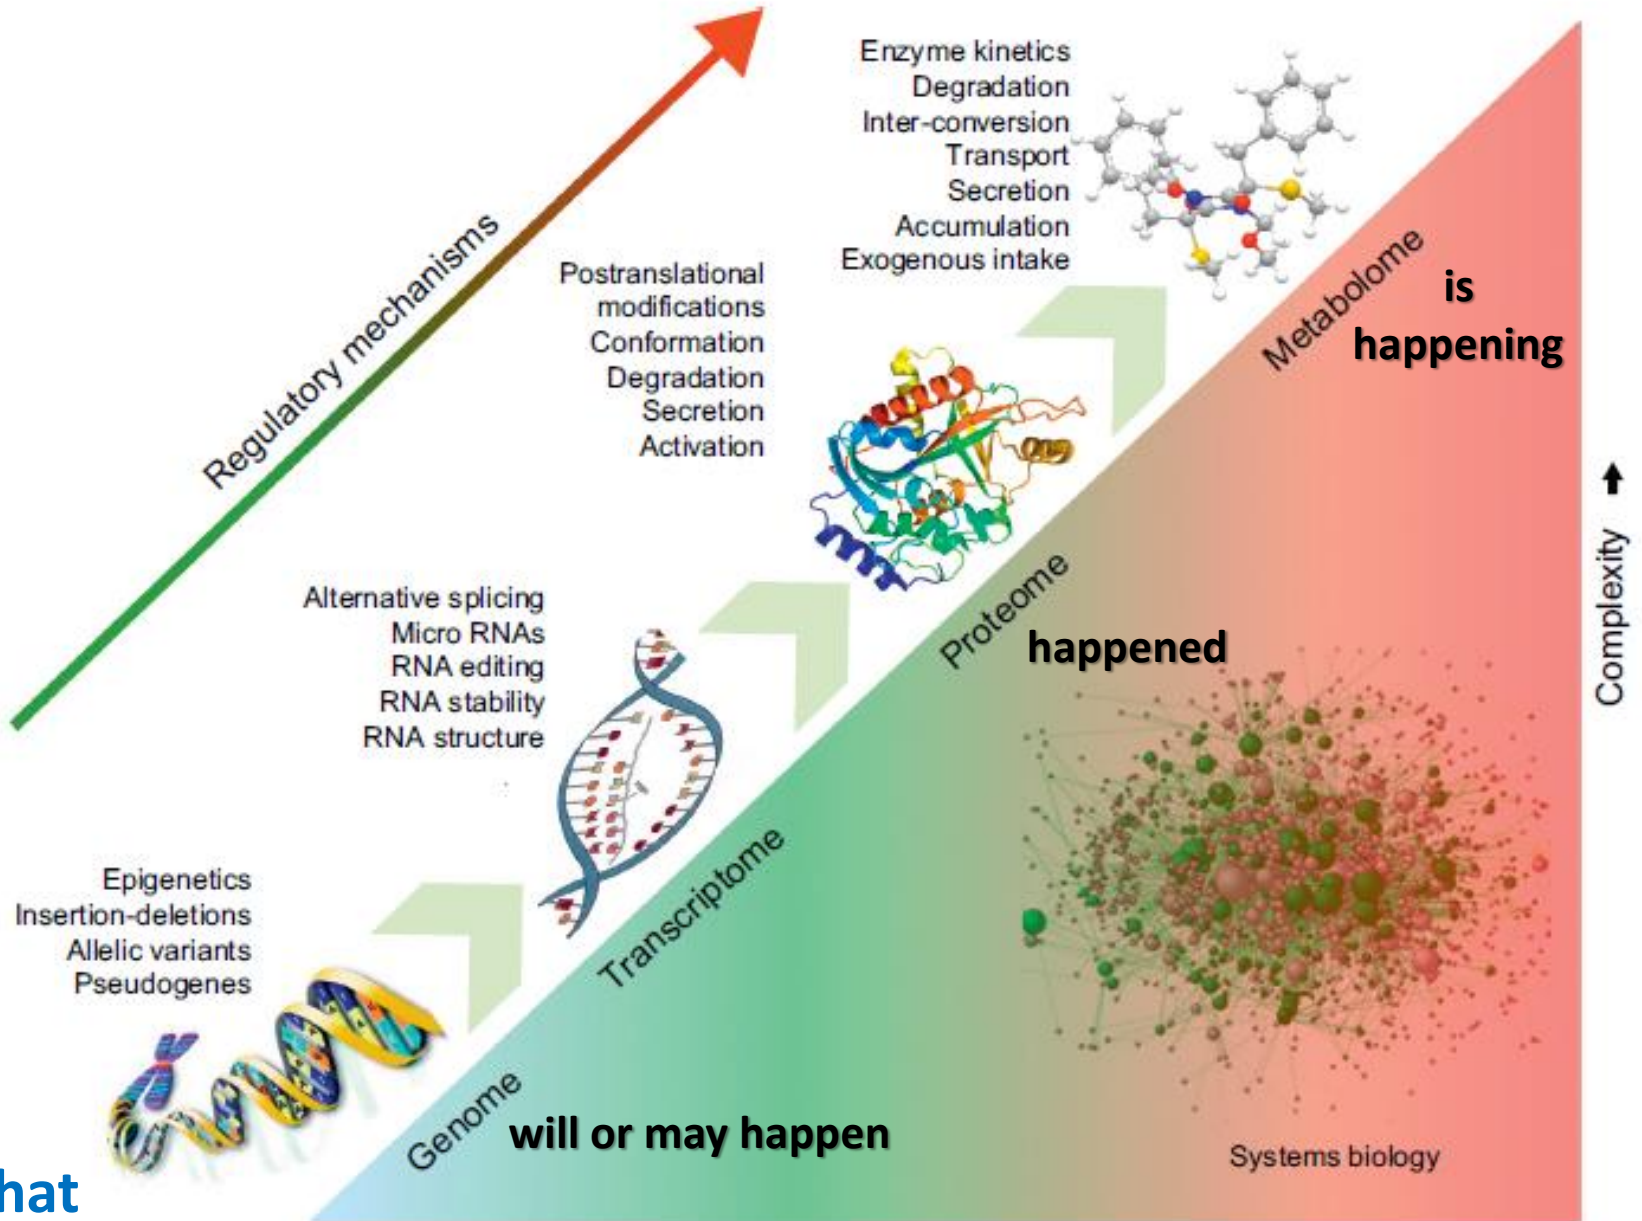 Enzyme kinetics
Degradation
Inter-conversion
Transport
Secretion
Accumulation
Exogenous intake
Regulatory mechanisms
Postranslational
modifications
Conformation
Degradation
Secretion
Activation
Metabolome
is
happening
Complexity
Alternative splicing
Micro RNAs
RNA editing
RNA stability
RNA structure
Proteome
happened
Transcriptome
Epigenetics
Insertion-deletions
Allelic variants
Pseudogenes
Genome
will or may happen
Systems biology
hat